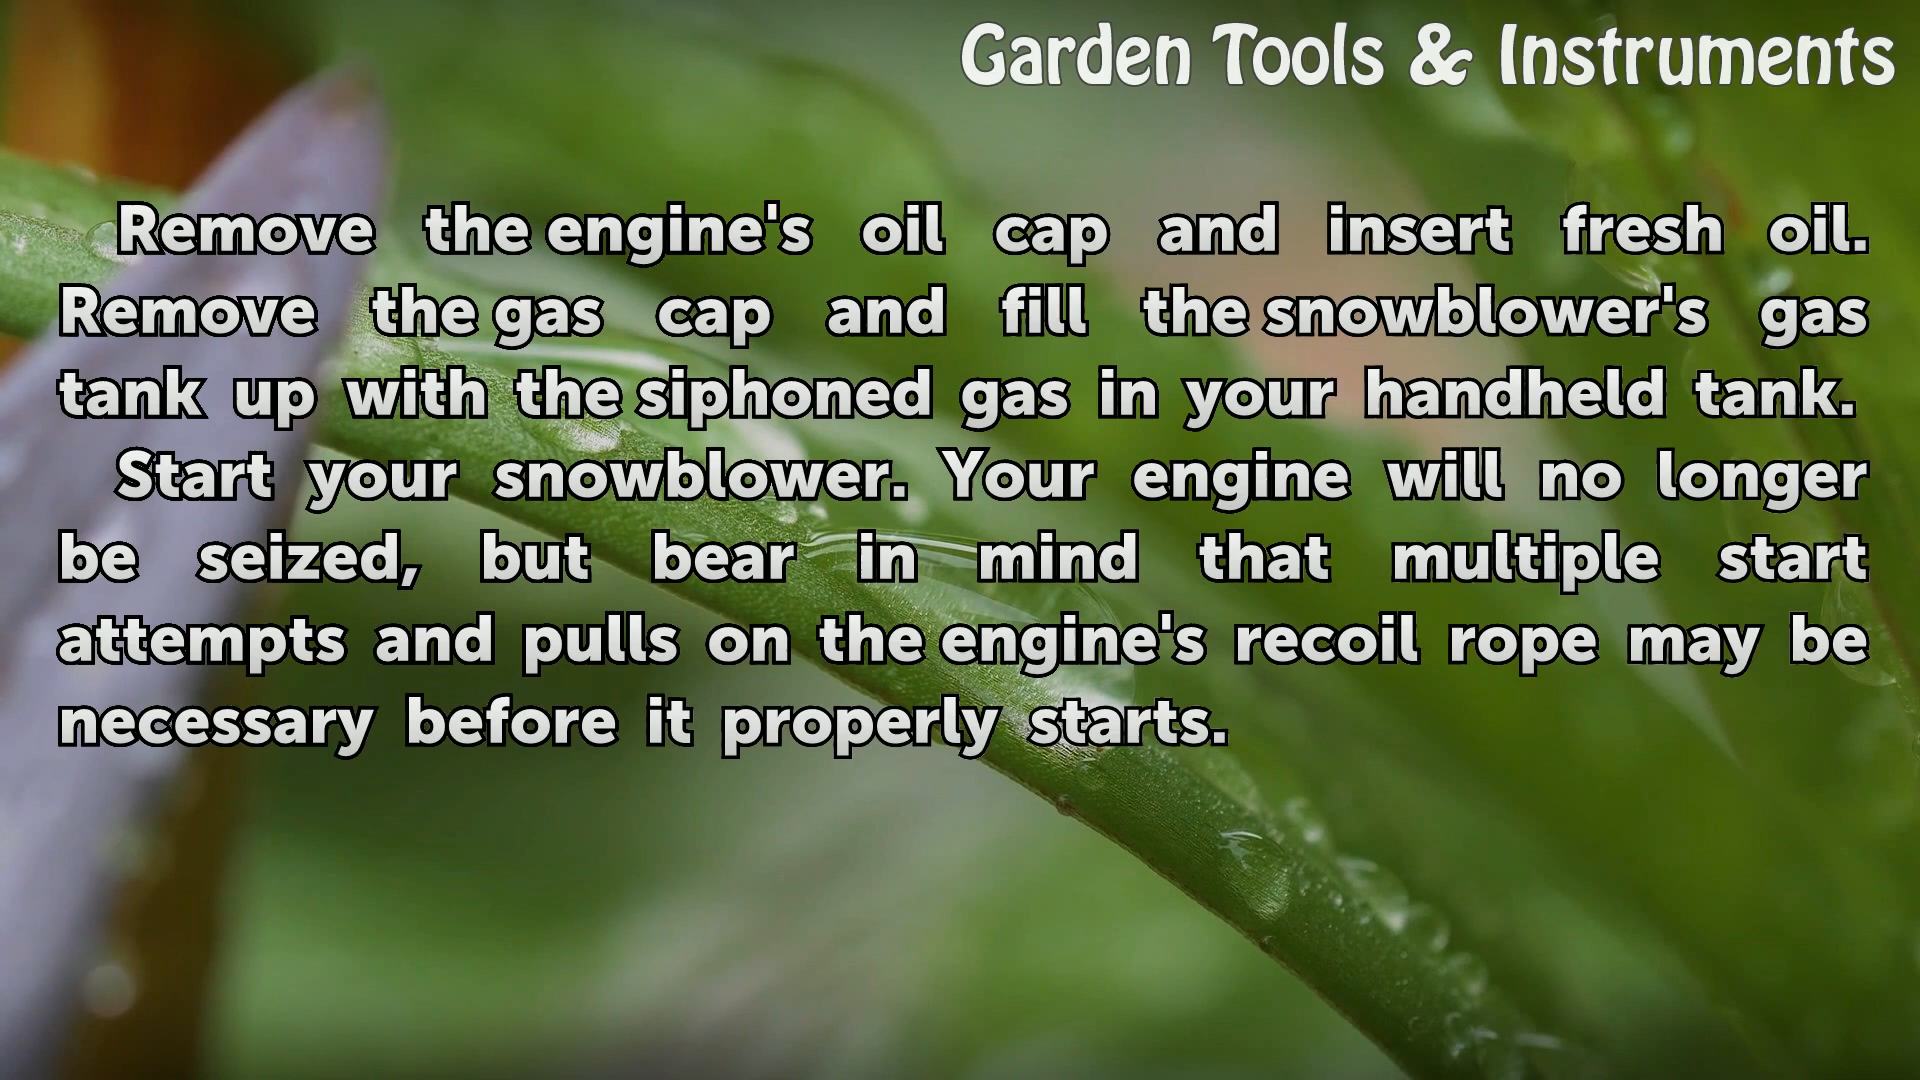 Garden Tools & Instruments
Remove the engine's oil cap and insert fresh oil.
Remove the gas cap and fill the snowblower's gas
tank up with the siphoned gas in your handheld tank.
Start your snowblower. Your engine will no longer
be seized, but bear in mind that multiple start
attempts and pulls on the engine's recoil rope may be
necessary before it properly starts.